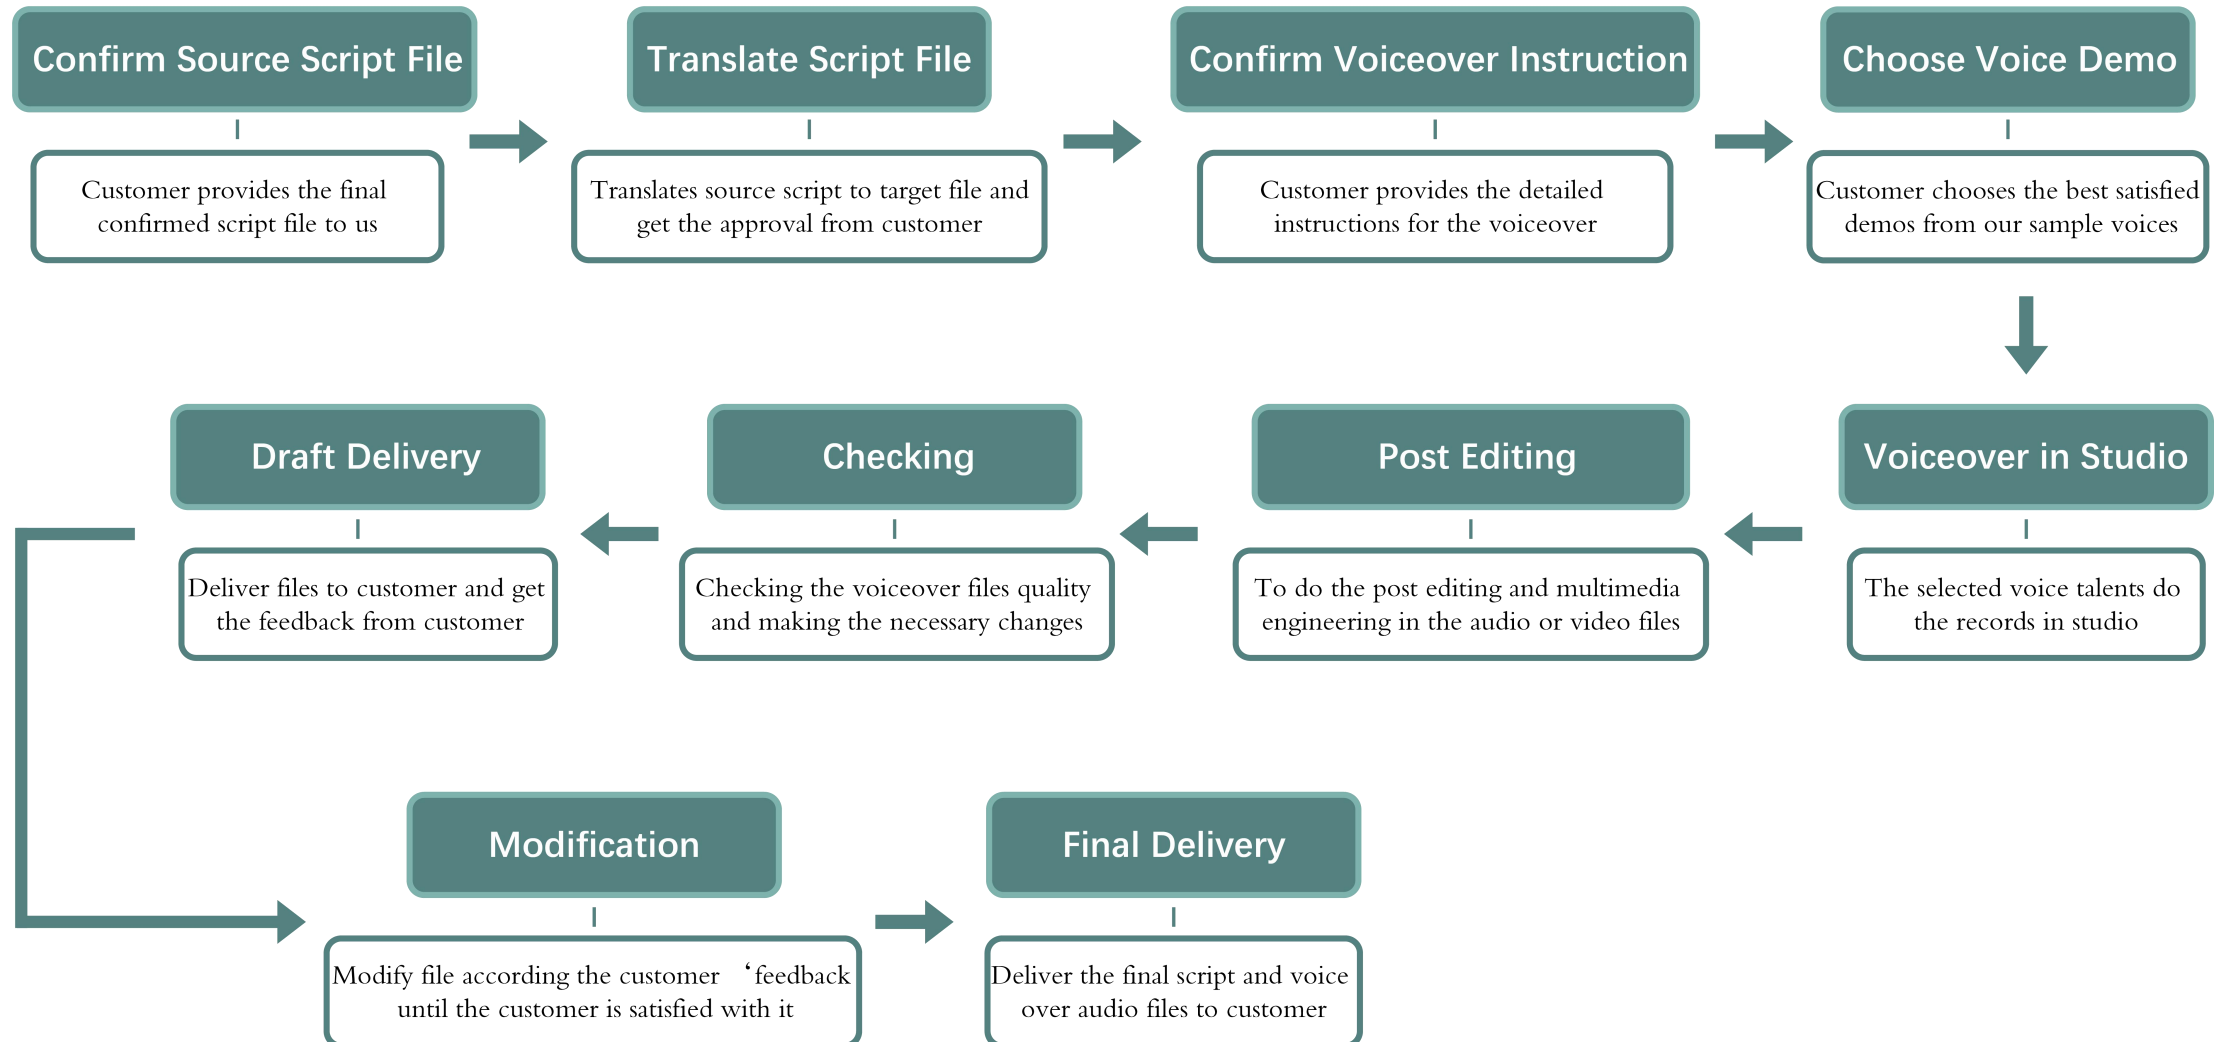 Confirm Source Script File
Customer provides the final
confirmed script file to us
Translate Script File
Translates source script to target file and
get the approval from customer
Confirm Voiceover Instruction
Customer provides the detailed
instructions for the voiceover
Choose Voice Demo
Customer chooses the best satisfied
demos from our sample voices
Voiceover in Studio
The selected voice talents do
the records in studio
Post Editing
To do the post editing and multimedia
engineering in the audio or video files
Checking
Checking the voiceover files quality
and making the necessary changes
Draft Delivery
Deliver files to customer and get
the feedback from customer
Modification
Modify file according the customer ‘feedback
until the customer is satisfied with it
Final Delivery
Deliver the final script and voice
over audio files to customer